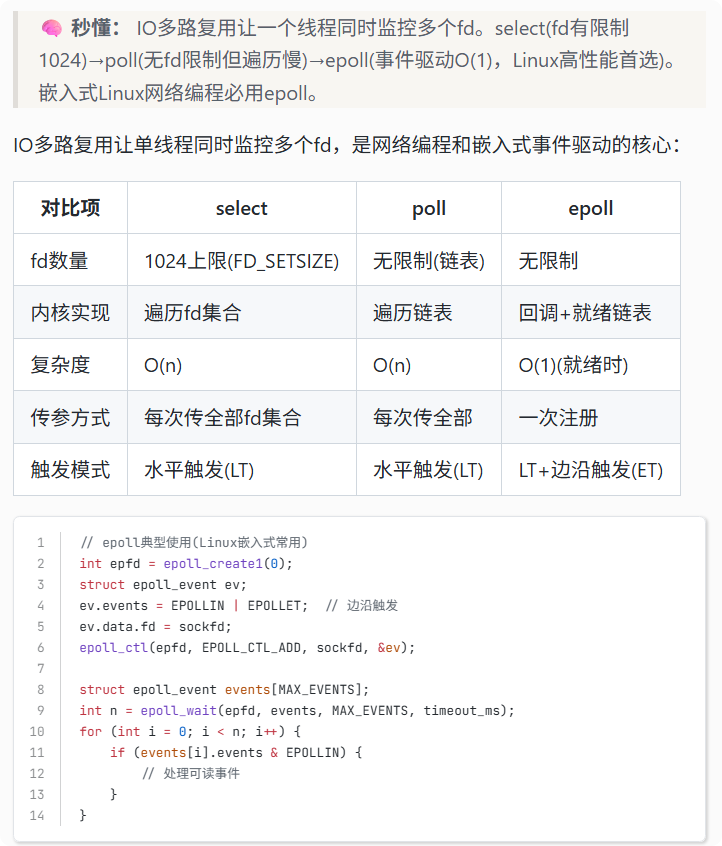 🧠 秒懂： IO多路复用让一个线程同时监控多个fd。select(fd有限制
1024)→poll(无fd限制但遍历慢)→epoll(事件驱动O(1)，Linux高性能首选)。
嵌入式Linux网络编程必用epoll。
IO多路复用让单线程同时监控多个fd，是网络编程和嵌入式事件驱动的核心：
对比项 select poll epoll
fd数量 1024上限(FD_SETSIZE) 无限制(链表) 无限制
内核实现 遍历fd集合 遍历链表 回调+就绪链表
复杂度 O(n) O(n) O(1)(就绪时)
传参方式 每次传全部fd集合 每次传全部 一次注册
触发模式 水平触发(LT) 水平触发(LT) LT+边沿触发(ET)
1 // epoll典型使用(Linux嵌入式常用)
2 int epfd = epoll_create1(0);
3 struct epoll_event ev;
4 ev.events = EPOLLIN | EPOLLET;  // 边沿触发
5 ev.data.fd = sockfd;
6 epoll_ctl(epfd, EPOLL_CTL_ADD, sockfd, &ev);
7
8 struct epoll_event events[MAX_EVENTS];
9 int n = epoll_wait(epfd, events, MAX_EVENTS, timeout_ms);
10 for (int i = 0; i < n; i++) {
11     if (events[i].events & EPOLLIN) {
12         // 处理可读事件
13     }
14 }